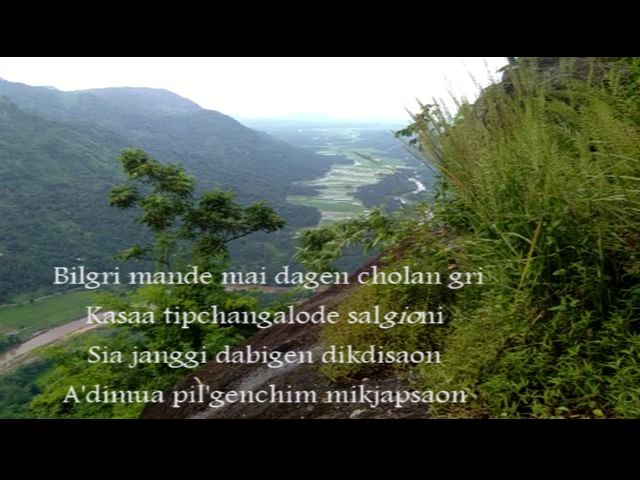 Bilgri mande mai dagen cholan gri
Kasaa tipchangalode salgioni
Sia janggi dabigen dikdisaon
A'dimua pil'genchim mikjapsaon